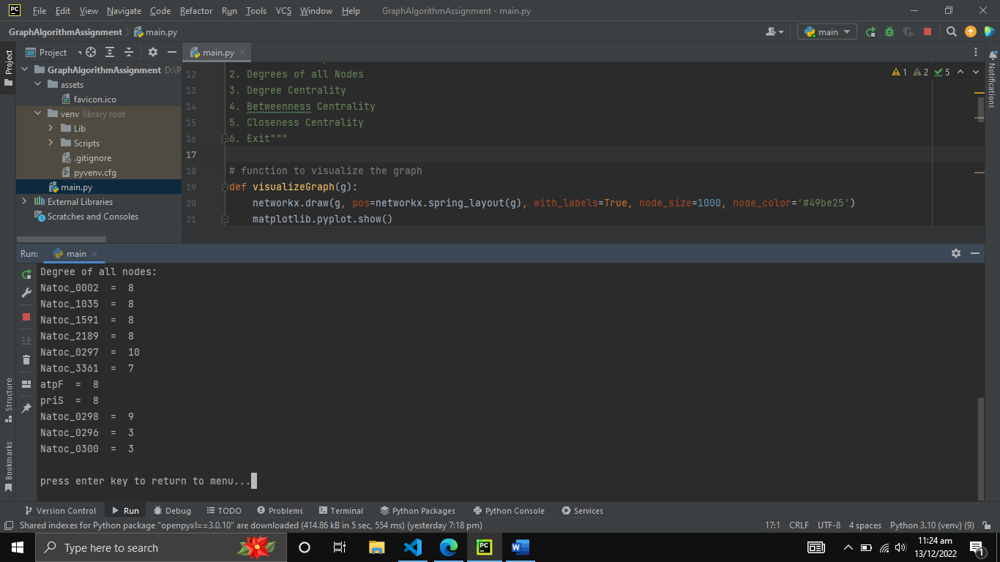 PC File Edit View Navigate Code Refactor Run Tools VCS Window Help GraphAlgorithmAssignment - main.py
GraphAlgorithmAssignment main.py main
Project main.py
GraphAlgorithmAssignment D:\P
assets
favicon.ico
venv library root
Lib
Scripts
.gitignore
pyvenv.cfg
main.py
External Libraries
Scratches and Consoles
Project
Structure
Bookmarks
Notifications
1 2 5
12 2. Degrees of all Nodes
13 3. Degree Centrality
14 4. Betweenness Centrality
15 5. Closeness Centrality
16 6. Exit"""
17
18 # function to visualize the graph
19 def visualizeGraph(g):
20 networkx.draw(g, pos=networkx.spring_layout(g), with_labels=True, node_size=1000, node_color='#49be25')
21 matplotlib.pyplot.show()
Run: main
Degree of all nodes:
Natoc_0002 = 8
Natoc_1035 = 8
Natoc_1591 = 8
Natoc_2189 = 8
Natoc_0297 = 10
Natoc_3361 = 7
atpF = 8
priS = 8
Natoc_0298 = 9
Natoc_0296 = 3
Natoc_0300 = 3
press enter key to return to menu...
Version Control Run Debug TODO Problems Terminal Python Packages Python Console Services
Shared indexes for Python package "openpyxl==3.0.10" are downloaded (414.86 kB in 5 sec, 554 ms) (yesterday 7:18 pm) 17:1 CRLF UTF-8 4 spaces Python 3.10 (venv) (9)
Type here to search PC 11:24 am
13/12/2022 1